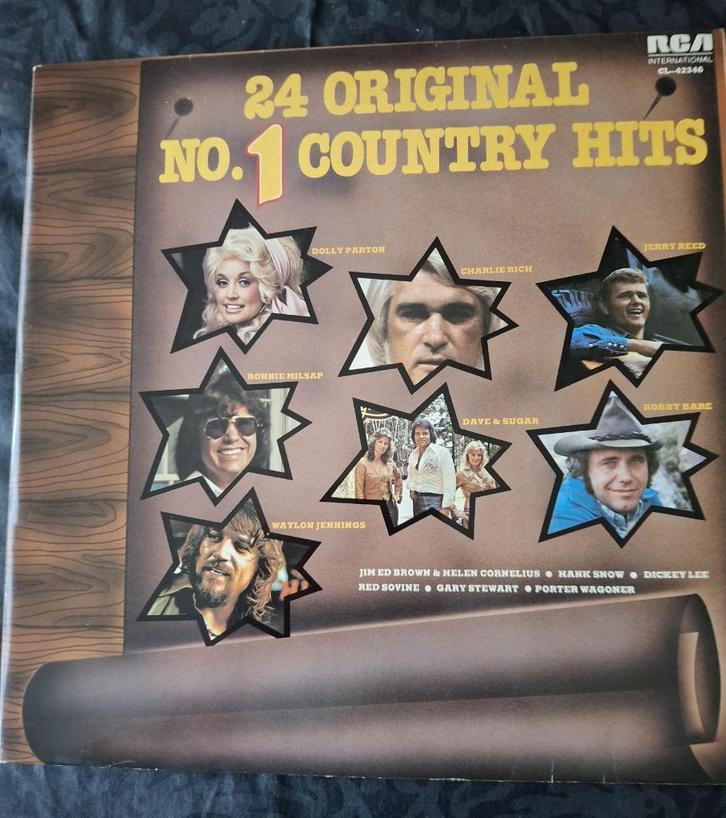 RCA
INTERNATIONAL
CL-42346
24 ORIGINAL
NO. 1 COUNTRY HITS
DOLLY PARTON
CHARLIE RICH
JERRY REED
RONNIE MILSAP
DAVE & SUGAR
BOBBY BARE
WAYLON JENNINGS
JIM ED BROWN & HELEN CORNELIUS ● HANK SNOW ● DICKEY LEE
RED SOVINE ● GARY STEWART ● PORTER WAGONER